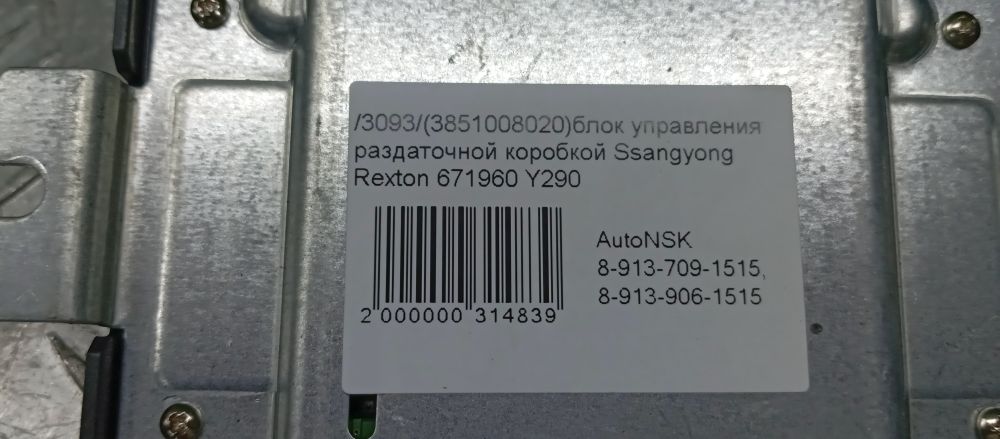 /3093/(3851008020)блок управления
раздаточной коробкой Ssangyong
Rexton 671960 Y290
AutoNSK
8-913-709-1515,
8-913-906-1515
2 000000 314839